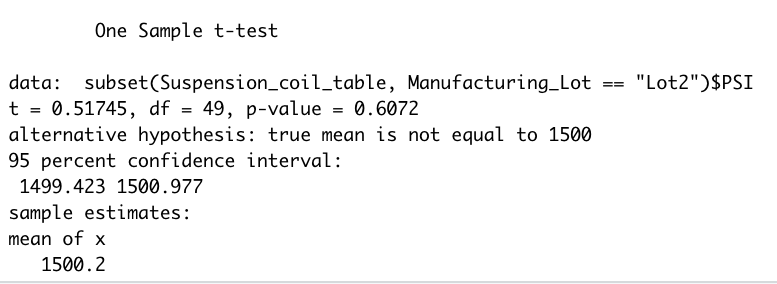 One Sample t-test
data:  subset(Suspension_coil_table, Manufacturing_Lot == "Lot2")$PSI
t = 0.51745, df = 49, p-value = 0.6072
alternative hypothesis: true mean is not equal to 1500
95 percent confidence interval:
 1499.423 1500.977
sample estimates:
mean of x
   1500.2